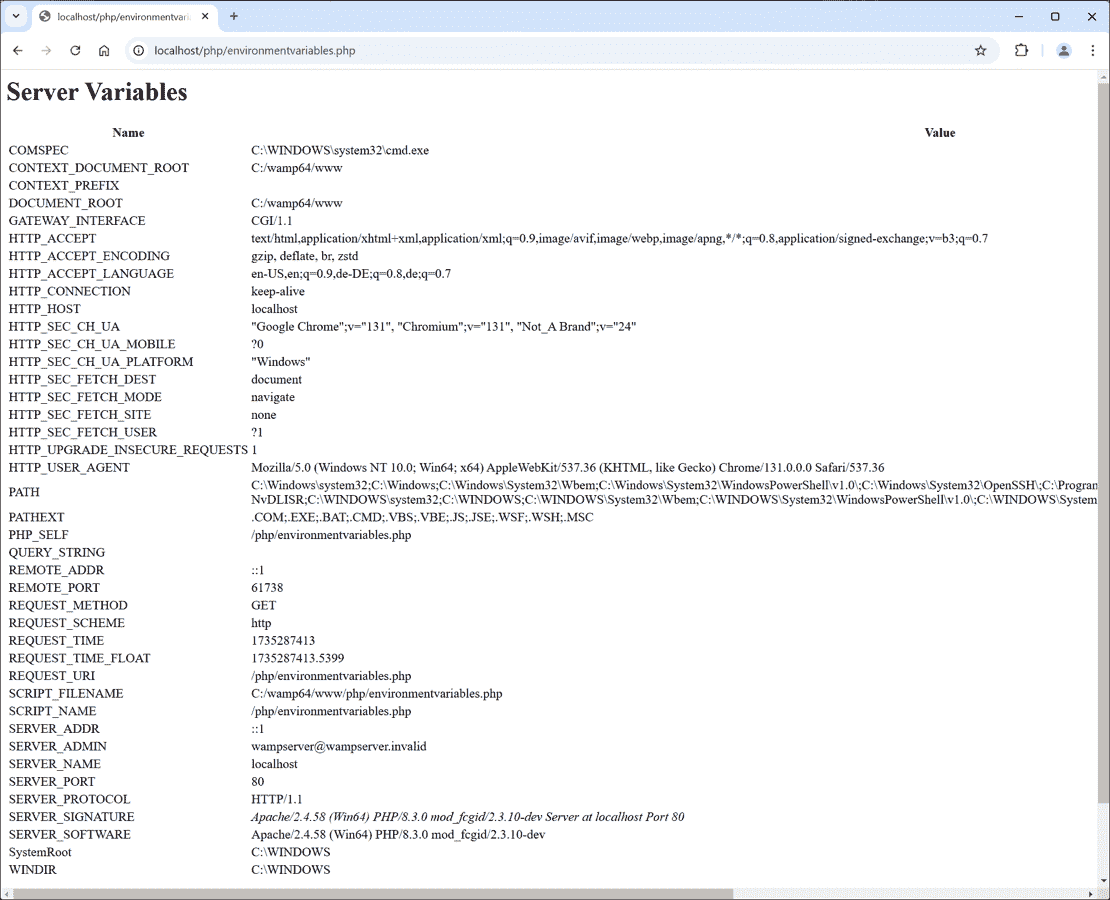 localhost/php/environmentvaria
localhost/php/environmentvariables.php
Server Variables
Name Value
COMSPEC C:\WINDOWS\system32\cmd.exe
CONTEXT_DOCUMENT_ROOT C:/wamp64/www
CONTEXT_PREFIX
DOCUMENT_ROOT C:/wamp64/www
GATEWAY_INTERFACE CGI/1.1
HTTP_ACCEPT text/html,application/xhtml+xml,application/xml;q=0.9,image/avif,image/webp,image/apng,*/*;q=0.8,application/signed-exchange;v=b3;q=0.7
HTTP_ACCEPT_ENCODING gzip, deflate, br, zstd
HTTP_ACCEPT_LANGUAGE en-US,en;q=0.9,de-DE;q=0.8,de;q=0.7
HTTP_CONNECTION keep-alive
HTTP_HOST localhost
HTTP_SEC_CH_UA "Google Chrome";v="131", "Chromium";v="131", "Not_A Brand";v="24"
HTTP_SEC_CH_UA_MOBILE ?0
HTTP_SEC_CH_UA_PLATFORM "Windows"
HTTP_SEC_FETCH_DEST document
HTTP_SEC_FETCH_MODE navigate
HTTP_SEC_FETCH_SITE none
HTTP_SEC_FETCH_USER ?1
HTTP_UPGRADE_INSECURE_REQUESTS 1
HTTP_USER_AGENT Mozilla/5.0 (Windows NT 10.0; Win64; x64) AppleWebKit/537.36 (KHTML, like Gecko) Chrome/131.0.0.0 Safari/537.36
PATH C:\Windows\system32;C:\Windows;C:\Windows\System32\Wbem;C:\Windows\System32\WindowsPowerShell\v1.0\;C:\Windows\System32\OpenSSH\;C:\Progran
NvDLISR;C:\WINDOWS\system32;C:\WINDOWS;C:\WINDOWS\System32\Wbem;C:\WINDOWS\System32\WindowsPowerShell\v1.0\;C:\WINDOWS\System
PATHEXT .COM;.EXE;.BAT;.CMD;.VBS;.VBE;.JS;.JSE;.WSF;.WSH;.MSC
PHP_SELF /php/environmentvariables.php
QUERY_STRING
REMOTE_ADDR ::1
REMOTE_PORT 61738
REQUEST_METHOD GET
REQUEST_SCHEME http
REQUEST_TIME 1735287413
REQUEST_TIME_FLOAT 1735287413.5399
REQUEST_URI /php/environmentvariables.php
SCRIPT_FILENAME C:/wamp64/www/php/environmentvariables.php
SCRIPT_NAME /php/environmentvariables.php
SERVER_ADDR ::1
SERVER_ADMIN wampserver@wampserver.invalid
SERVER_NAME localhost
SERVER_PORT 80
SERVER_PROTOCOL HTTP/1.1
SERVER_SIGNATURE Apache/2.4.58 (Win64) PHP/8.3.0 mod_fcgid/2.3.10-dev Server at localhost Port 80
SERVER_SOFTWARE Apache/2.4.58 (Win64) PHP/8.3.0 mod_fcgid/2.3.10-dev
SystemRoot C:\WINDOWS
WINDIR C:\WINDOWS